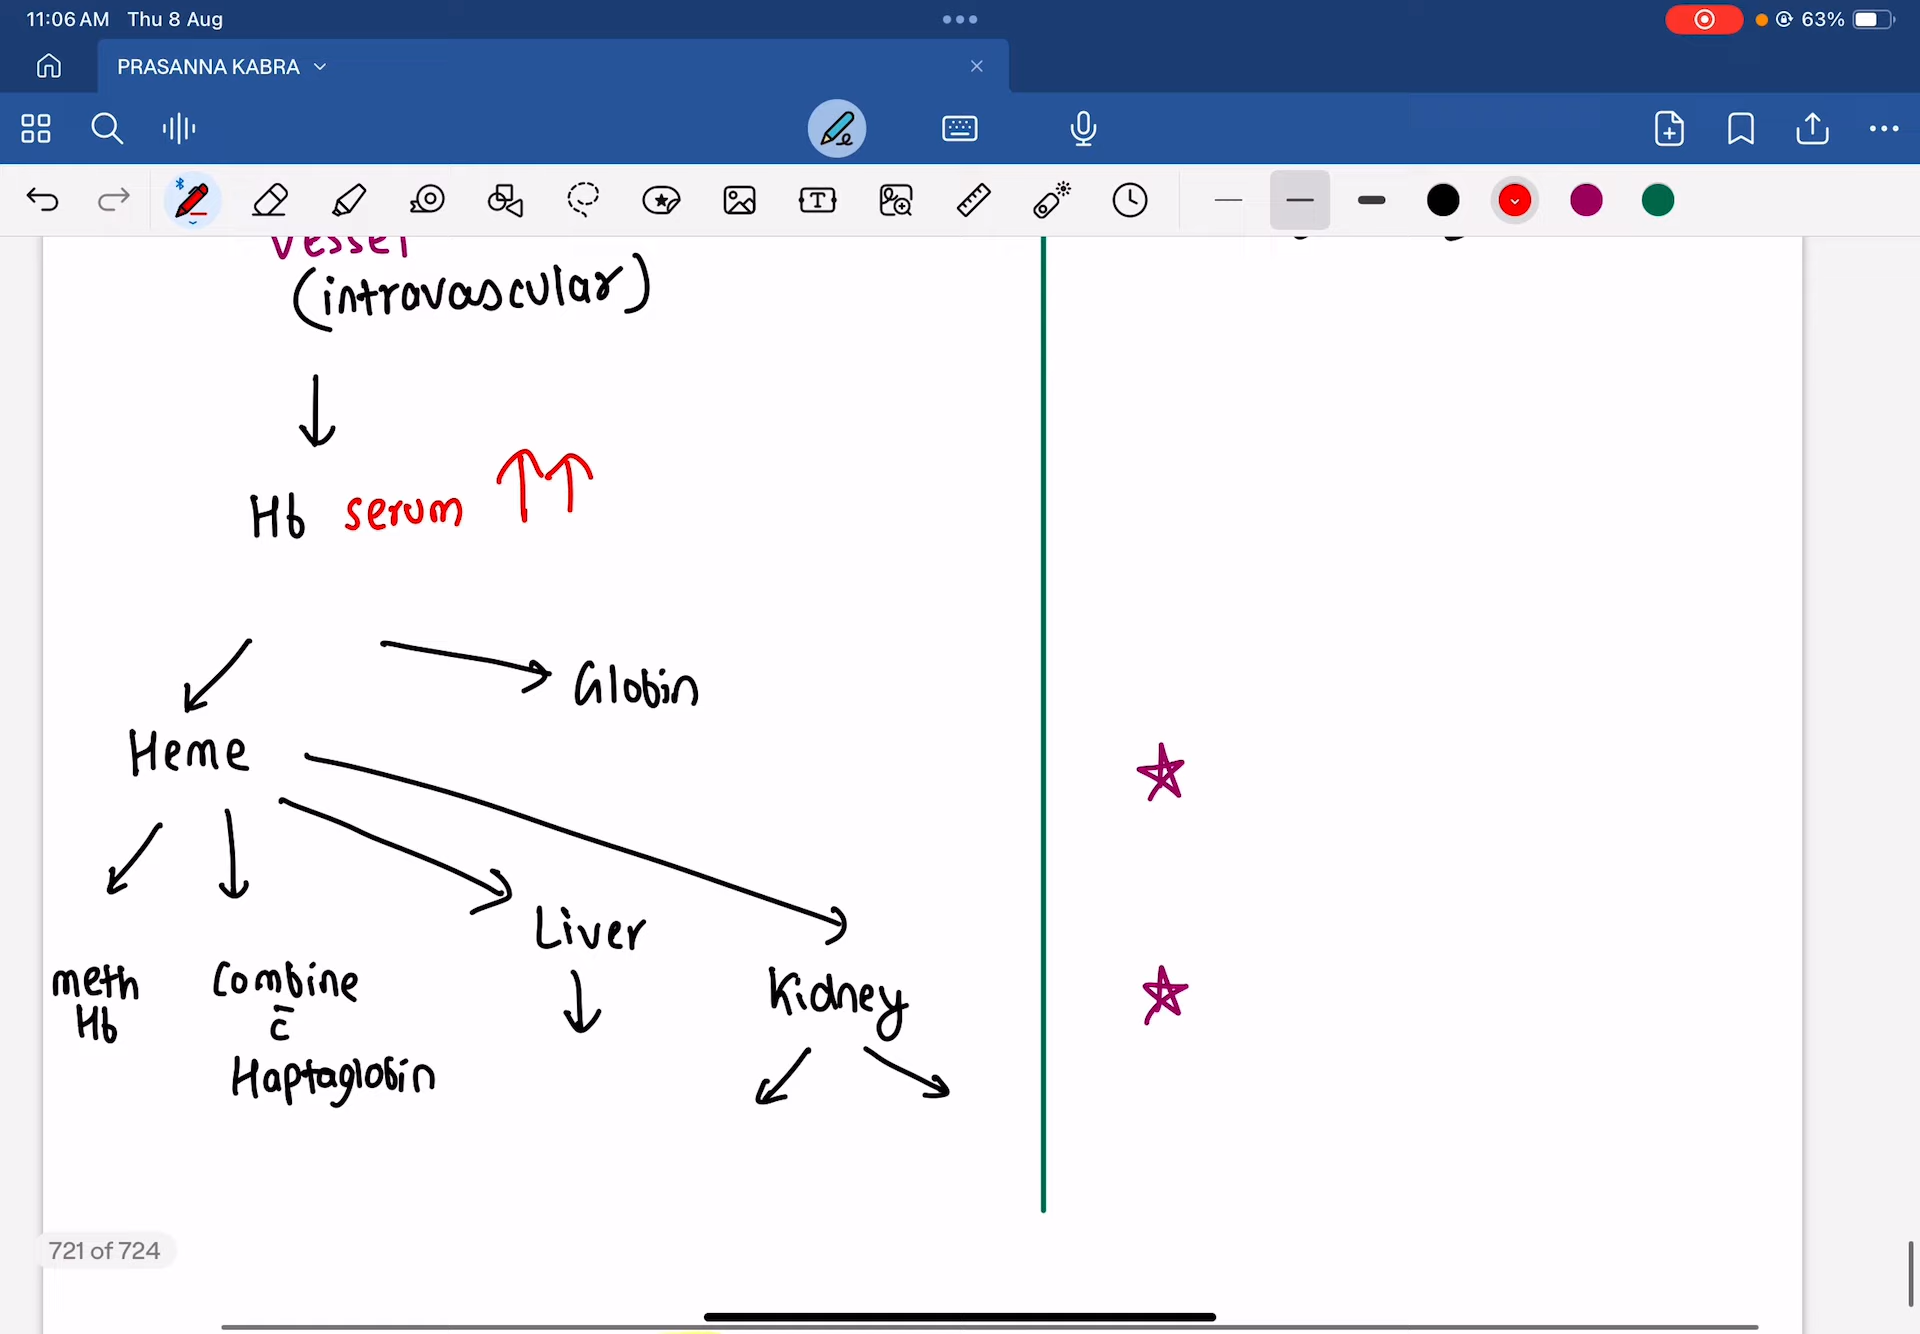 11:06 AM Thu 8 Aug
63%
PRASANNA KABRA
(intravascular)
Hb serum ↑↑
Globin
Heme
Liver
meth
Hb
Combine
c̄
Haptaglobin
Kidney
721 of 724